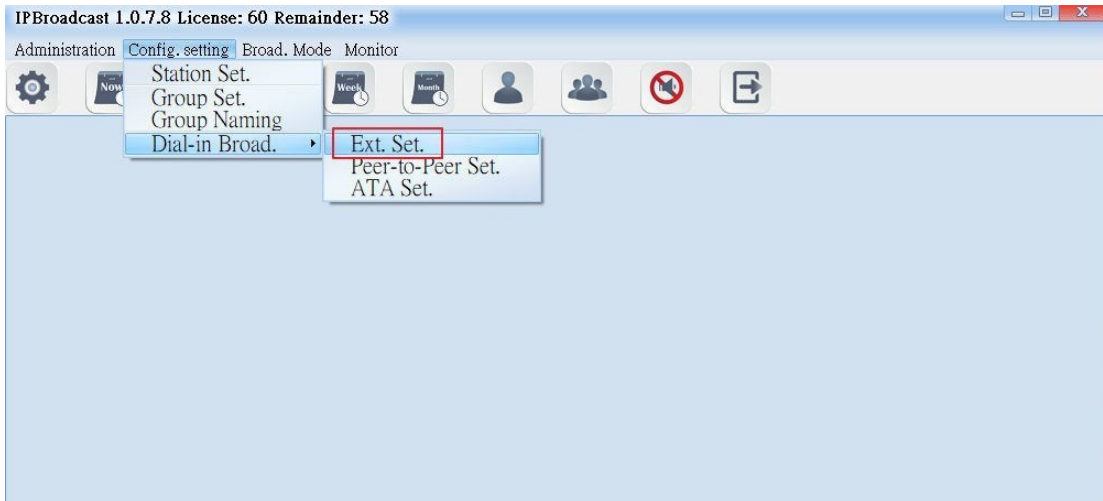 IPBroadcast 1.0.7.8 License: 60 Remainder: 58
Administration Config. setting Broad. Mode Monitor
Now Week Month
Station Set.
Group Set.
Group Naming
Dial-in Broad.
Ext. Set.
Peer-to-Peer Set.
ATA Set.